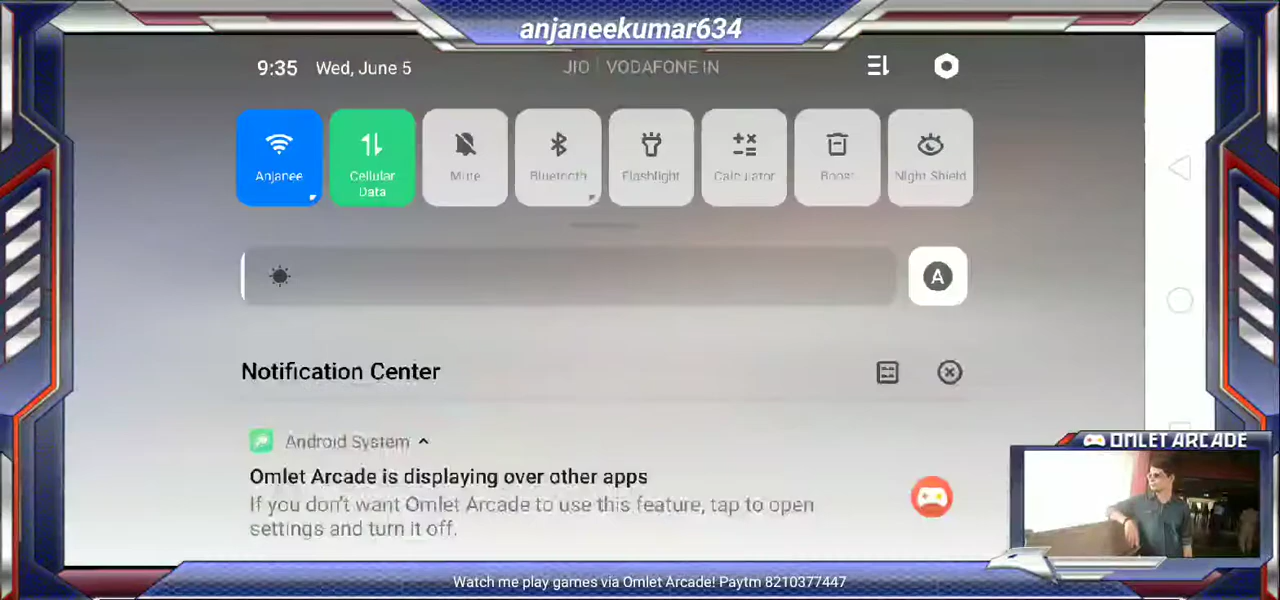 anjaneekumar634
9:35 Wed, June 5 JIO | VODAFONE IN
Anjanee
Cellular
Data
Mute
Bluetooth
Flashlight
Calculator
Boost
Night Shield
A
Notification Center
Android System
Omlet Arcade is displaying over other apps
If you don't want Omlet Arcade to use this feature, tap to open
settings and turn it off.
OMLET ARCADE
Watch me play games via Omlet Arcade! Paytm 8210377447